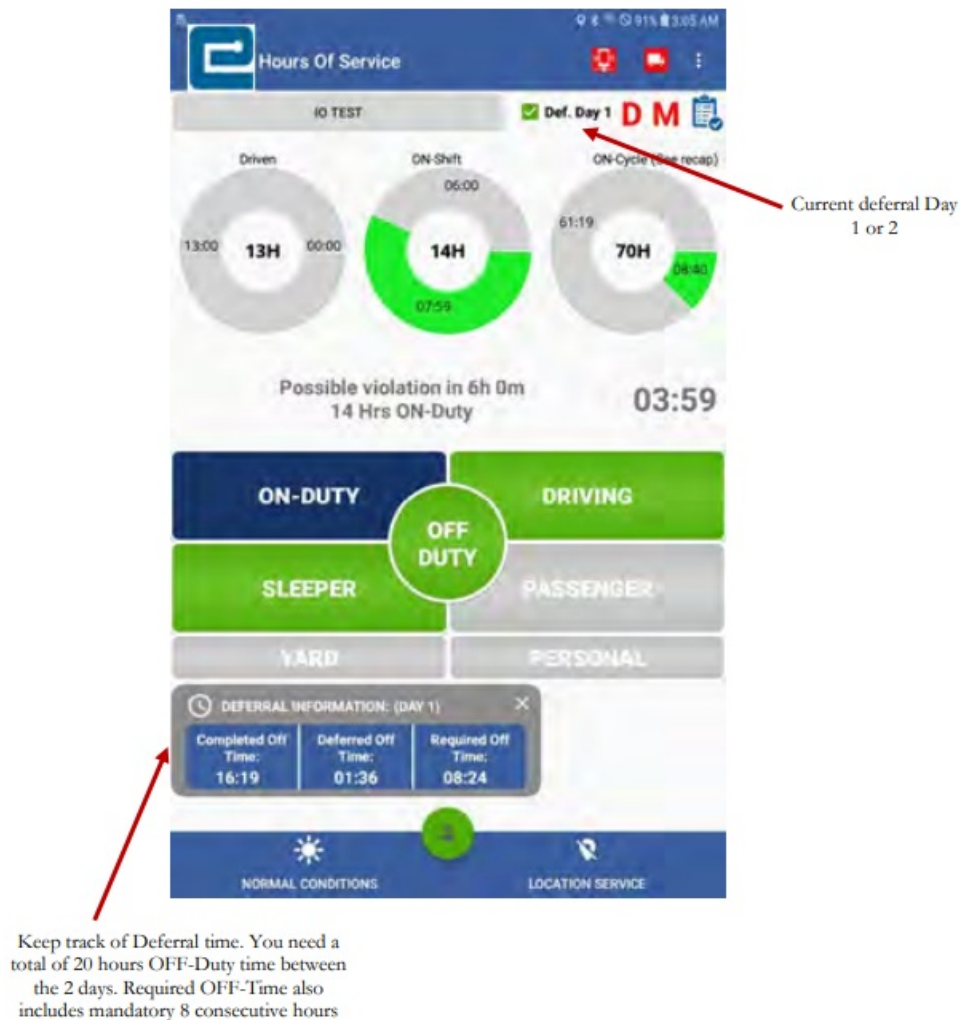 91% 3:05 AM
Hours Of Service
IO TEST
Def. Day 1 D M
Driven
ON-Shift
ON-Cycle (See recap)
06:00
13:00 13H 00:00
14H
07:59
61:19
70H
08:40
Current deferral Day
1 or 2
Possible violation in 6h 0m
14 Hrs ON-Duty
03:59
ON-DUTY
DRIVING
OFF
DUTY
SLEEPER
PASSENGER
YARD
PERSONAL
DEFERRAL INFORMATION: (DAY 1)
Completed Off
Time:
16:19
Deferred Off
Time:
01:36
Required Off
Time:
08:24
NORMAL CONDITIONS
LOCATION SERVICE
Keep track of Deferral time. You need a
total of 20 hours OFF-Duty time between
the 2 days. Required OFF-Time also
includes mandatory 8 consecutive hours